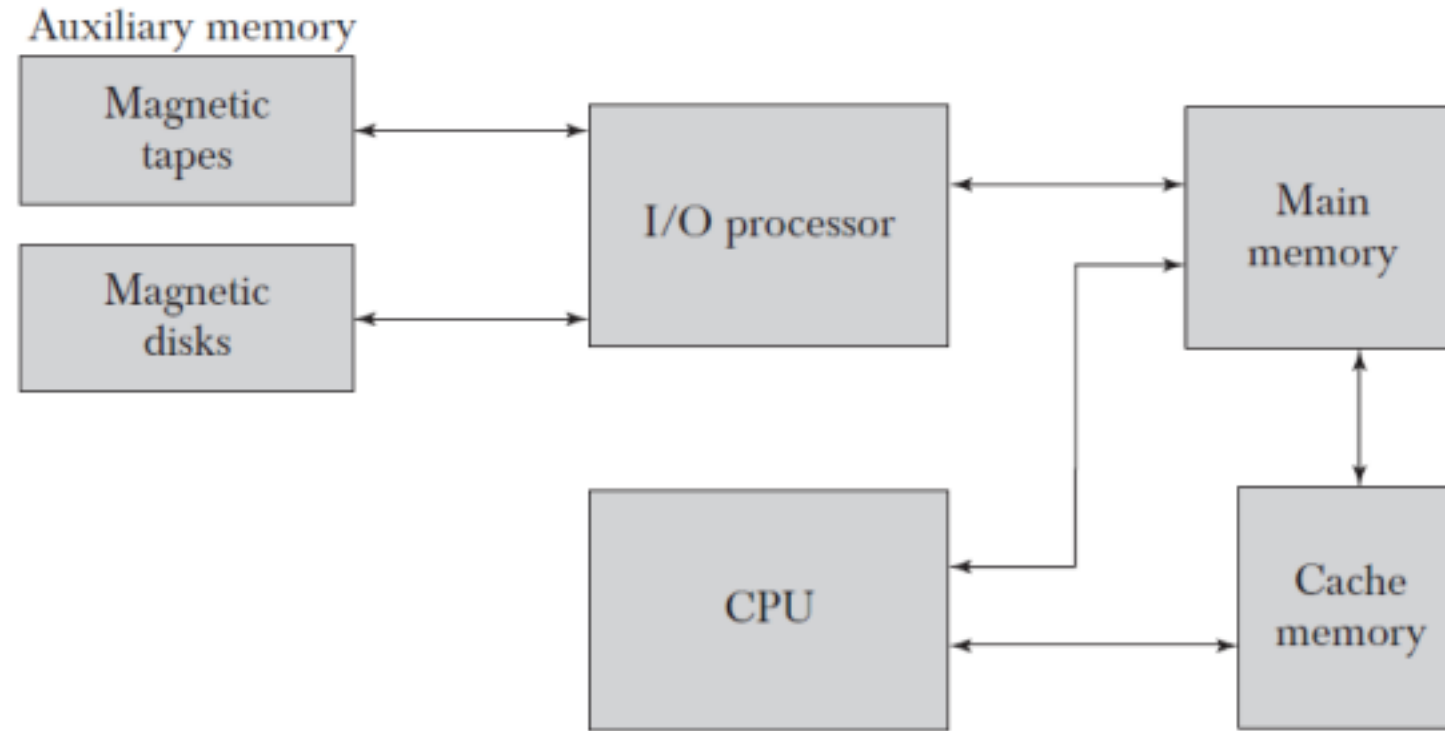 Auxiliary memory
Magnetic
tapes
Magnetic
disks
I/O processor
Main
memory
CPU
Cache
memory